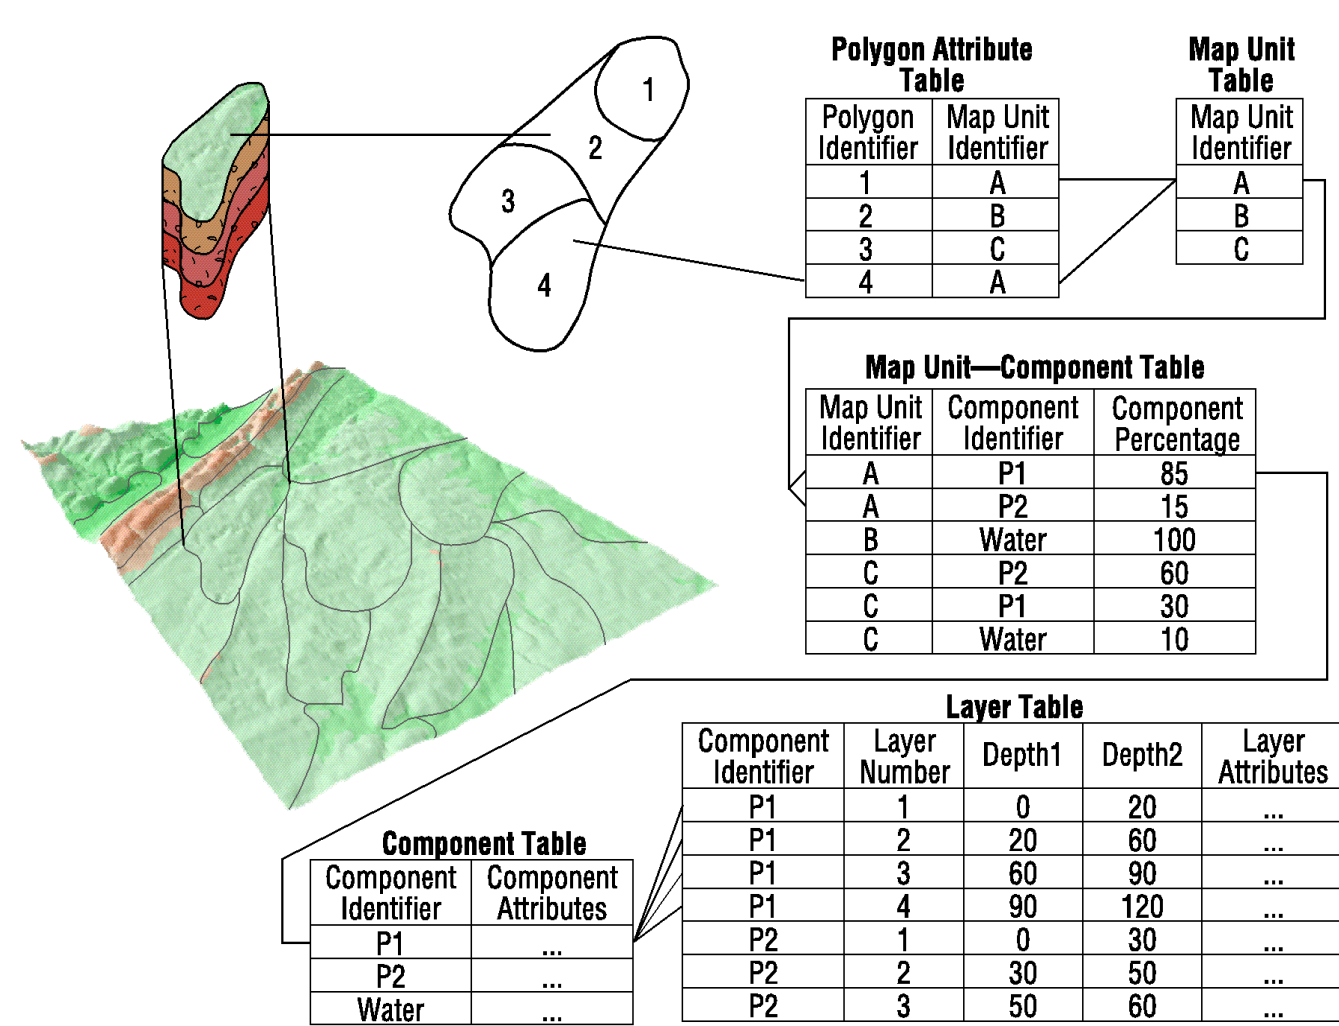 1
2
3
4
Polygon Attribute
Table
Polygon Identifier Map Unit Identifier
1 A
2 B
3 C
4 A
Map Unit
Table
Map Unit
Identifier
A
B
C
Map Unit—Component Table
Map Unit Identifier Component Identifier Component Percentage
A P1 85
A P2 15
B Water 100
C P2 60
C P1 30
C Water 10
Layer Table
Component Identifier Layer Number Depth1 Depth2 Layer Attributes
P1 1 0 20 ...
P1 2 20 60 ...
P1 3 60 90 ...
P1 4 90 120 ...
P2 1 0 30 ...
P2 2 30 50 ...
P2 3 50 60 ...
Component Table
Component Identifier Component Attributes
P1 ...
P2 ...
Water ...